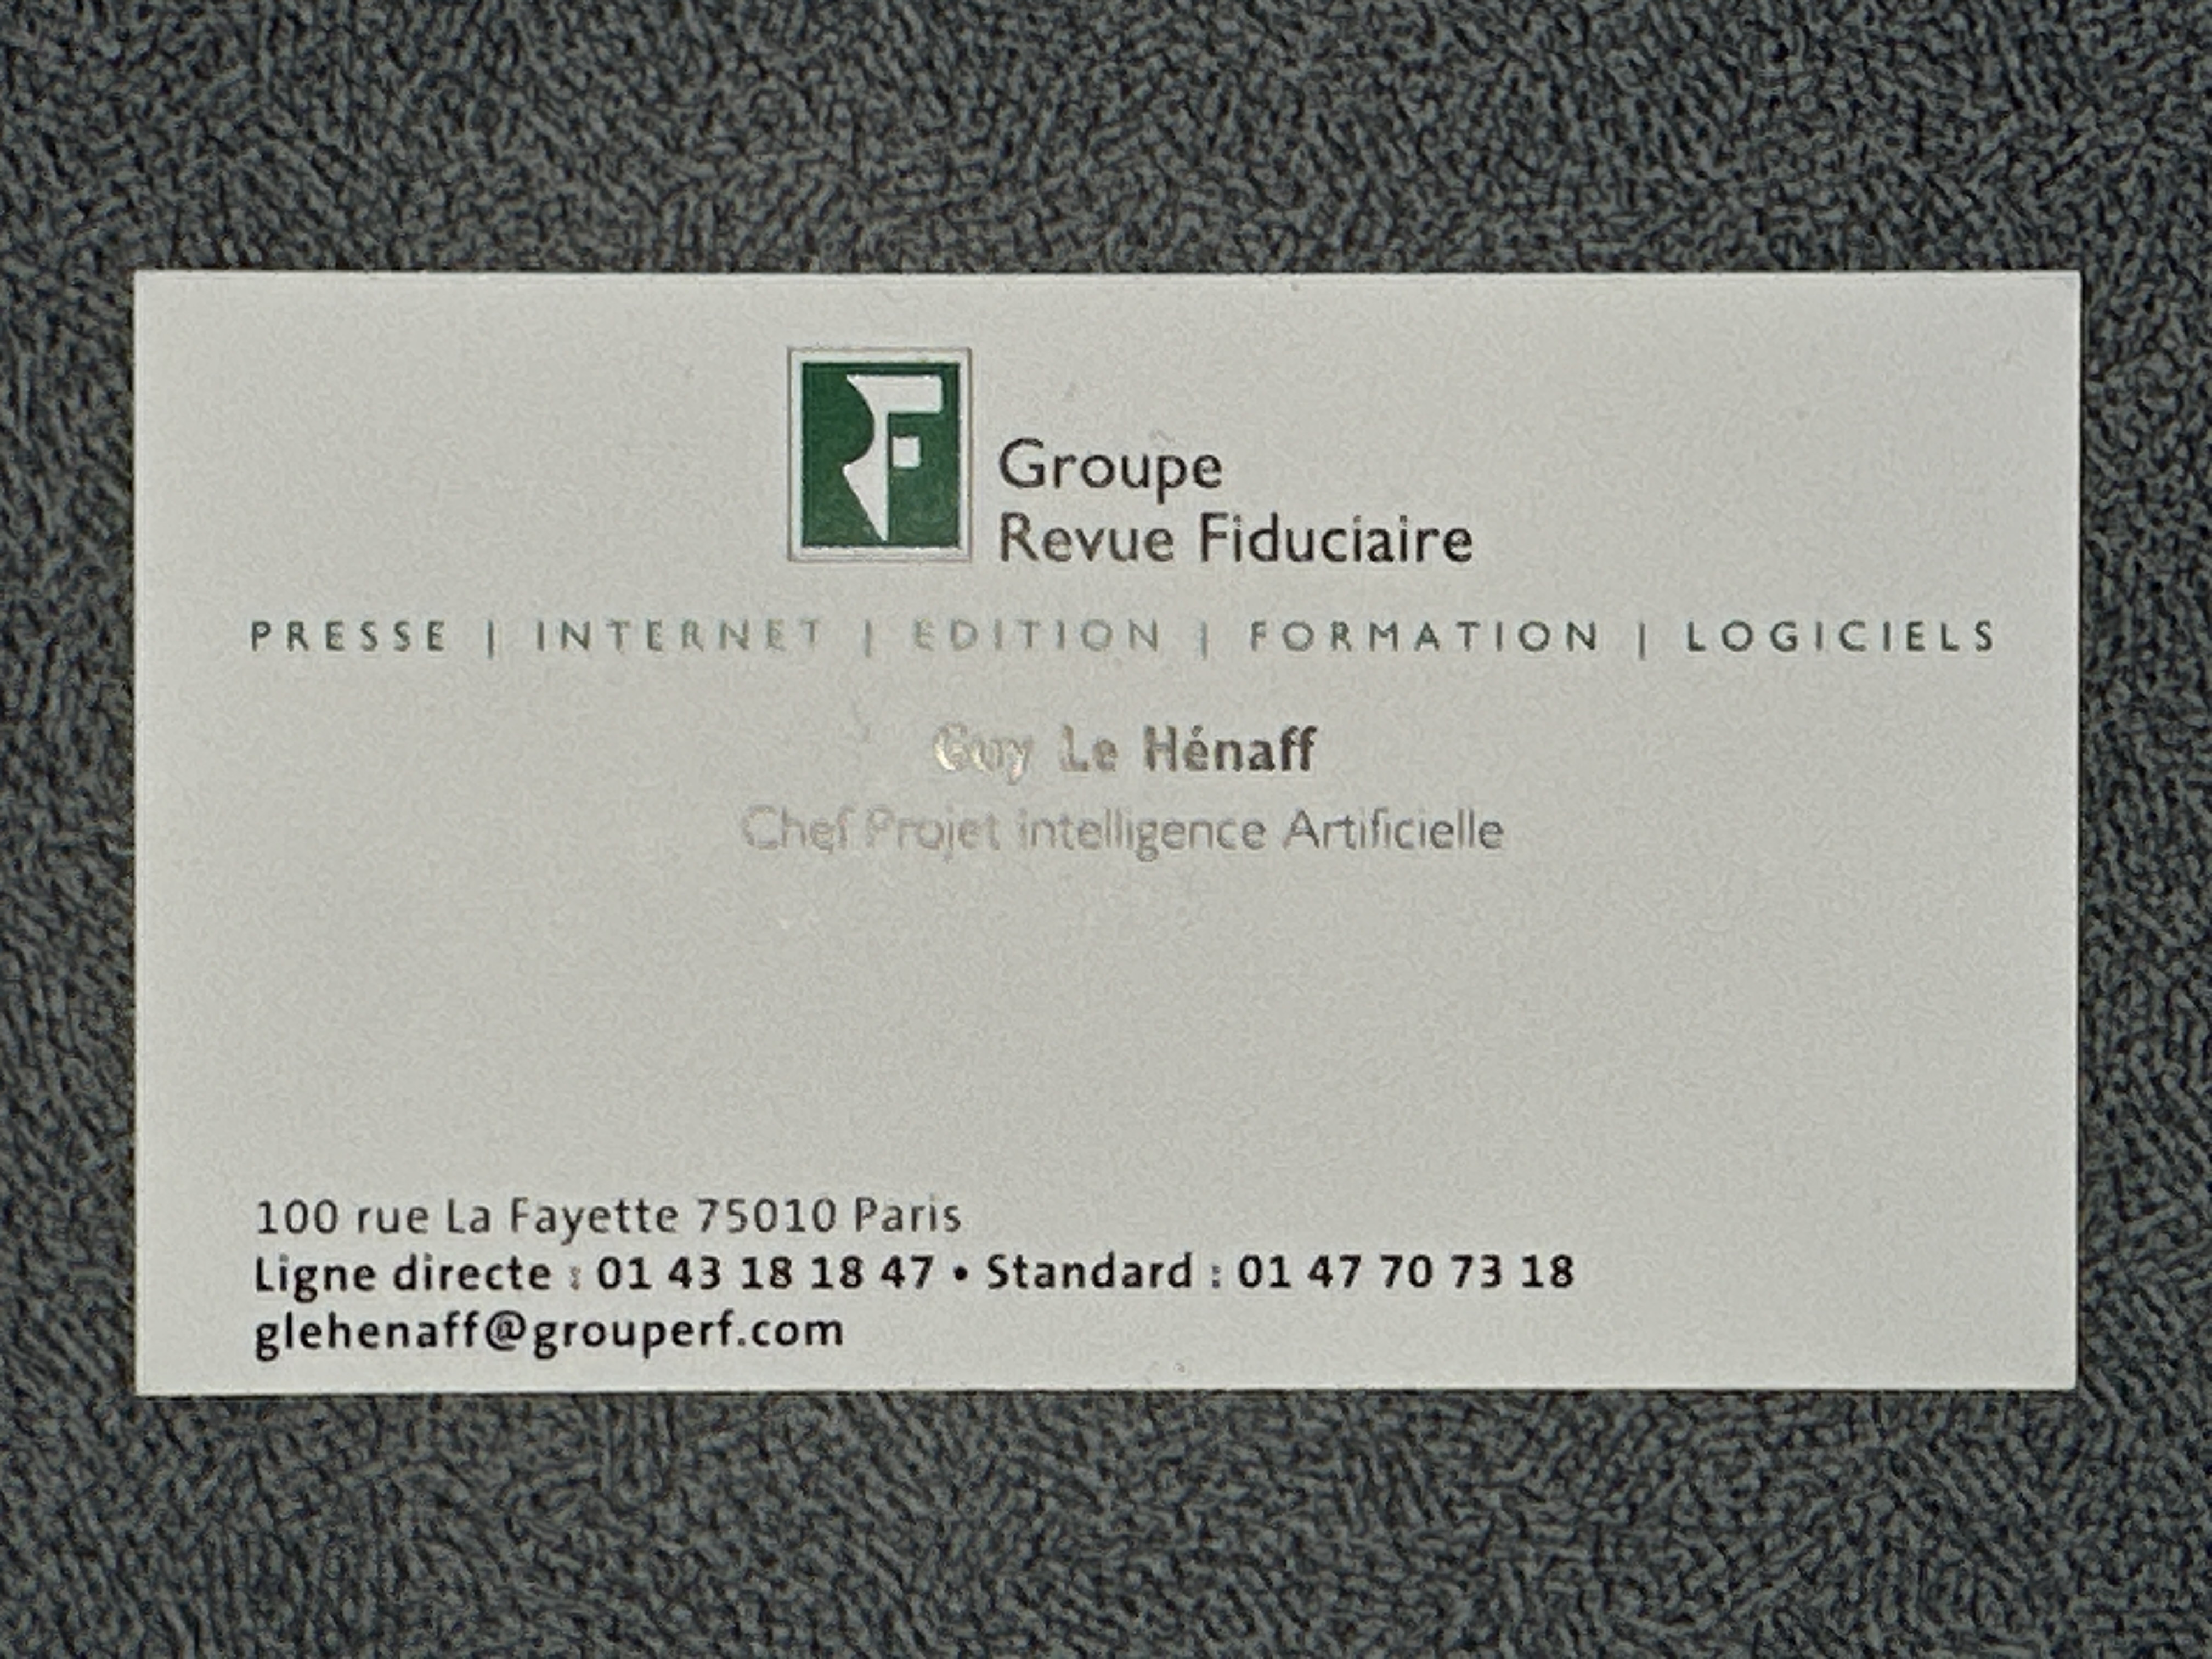 RF
Groupe
Revue Fiduciaire
PRESSE | INTERNET | EDITION | FORMATION | LOGICIELS
Guy Le Hénaff
Chef Projet intelligence Artificielle
100 rue La Fayette 75010 Paris
Ligne directe : 01 43 18 18 47 • Standard : 01 47 70 73 18
glehenaff@grouperf.com